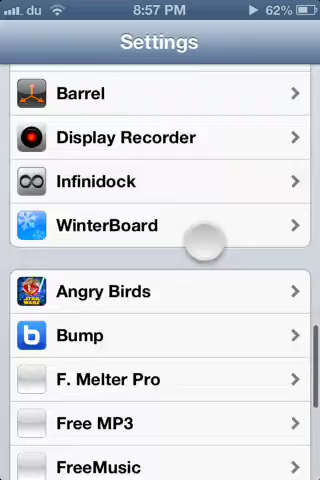 du
8:57 PM
62%
Settings
Barrel
Display Recorder
Infinidock
WinterBoard
Angry Birds
Bump
F. Melter Pro
Free MP3
FreeMusic